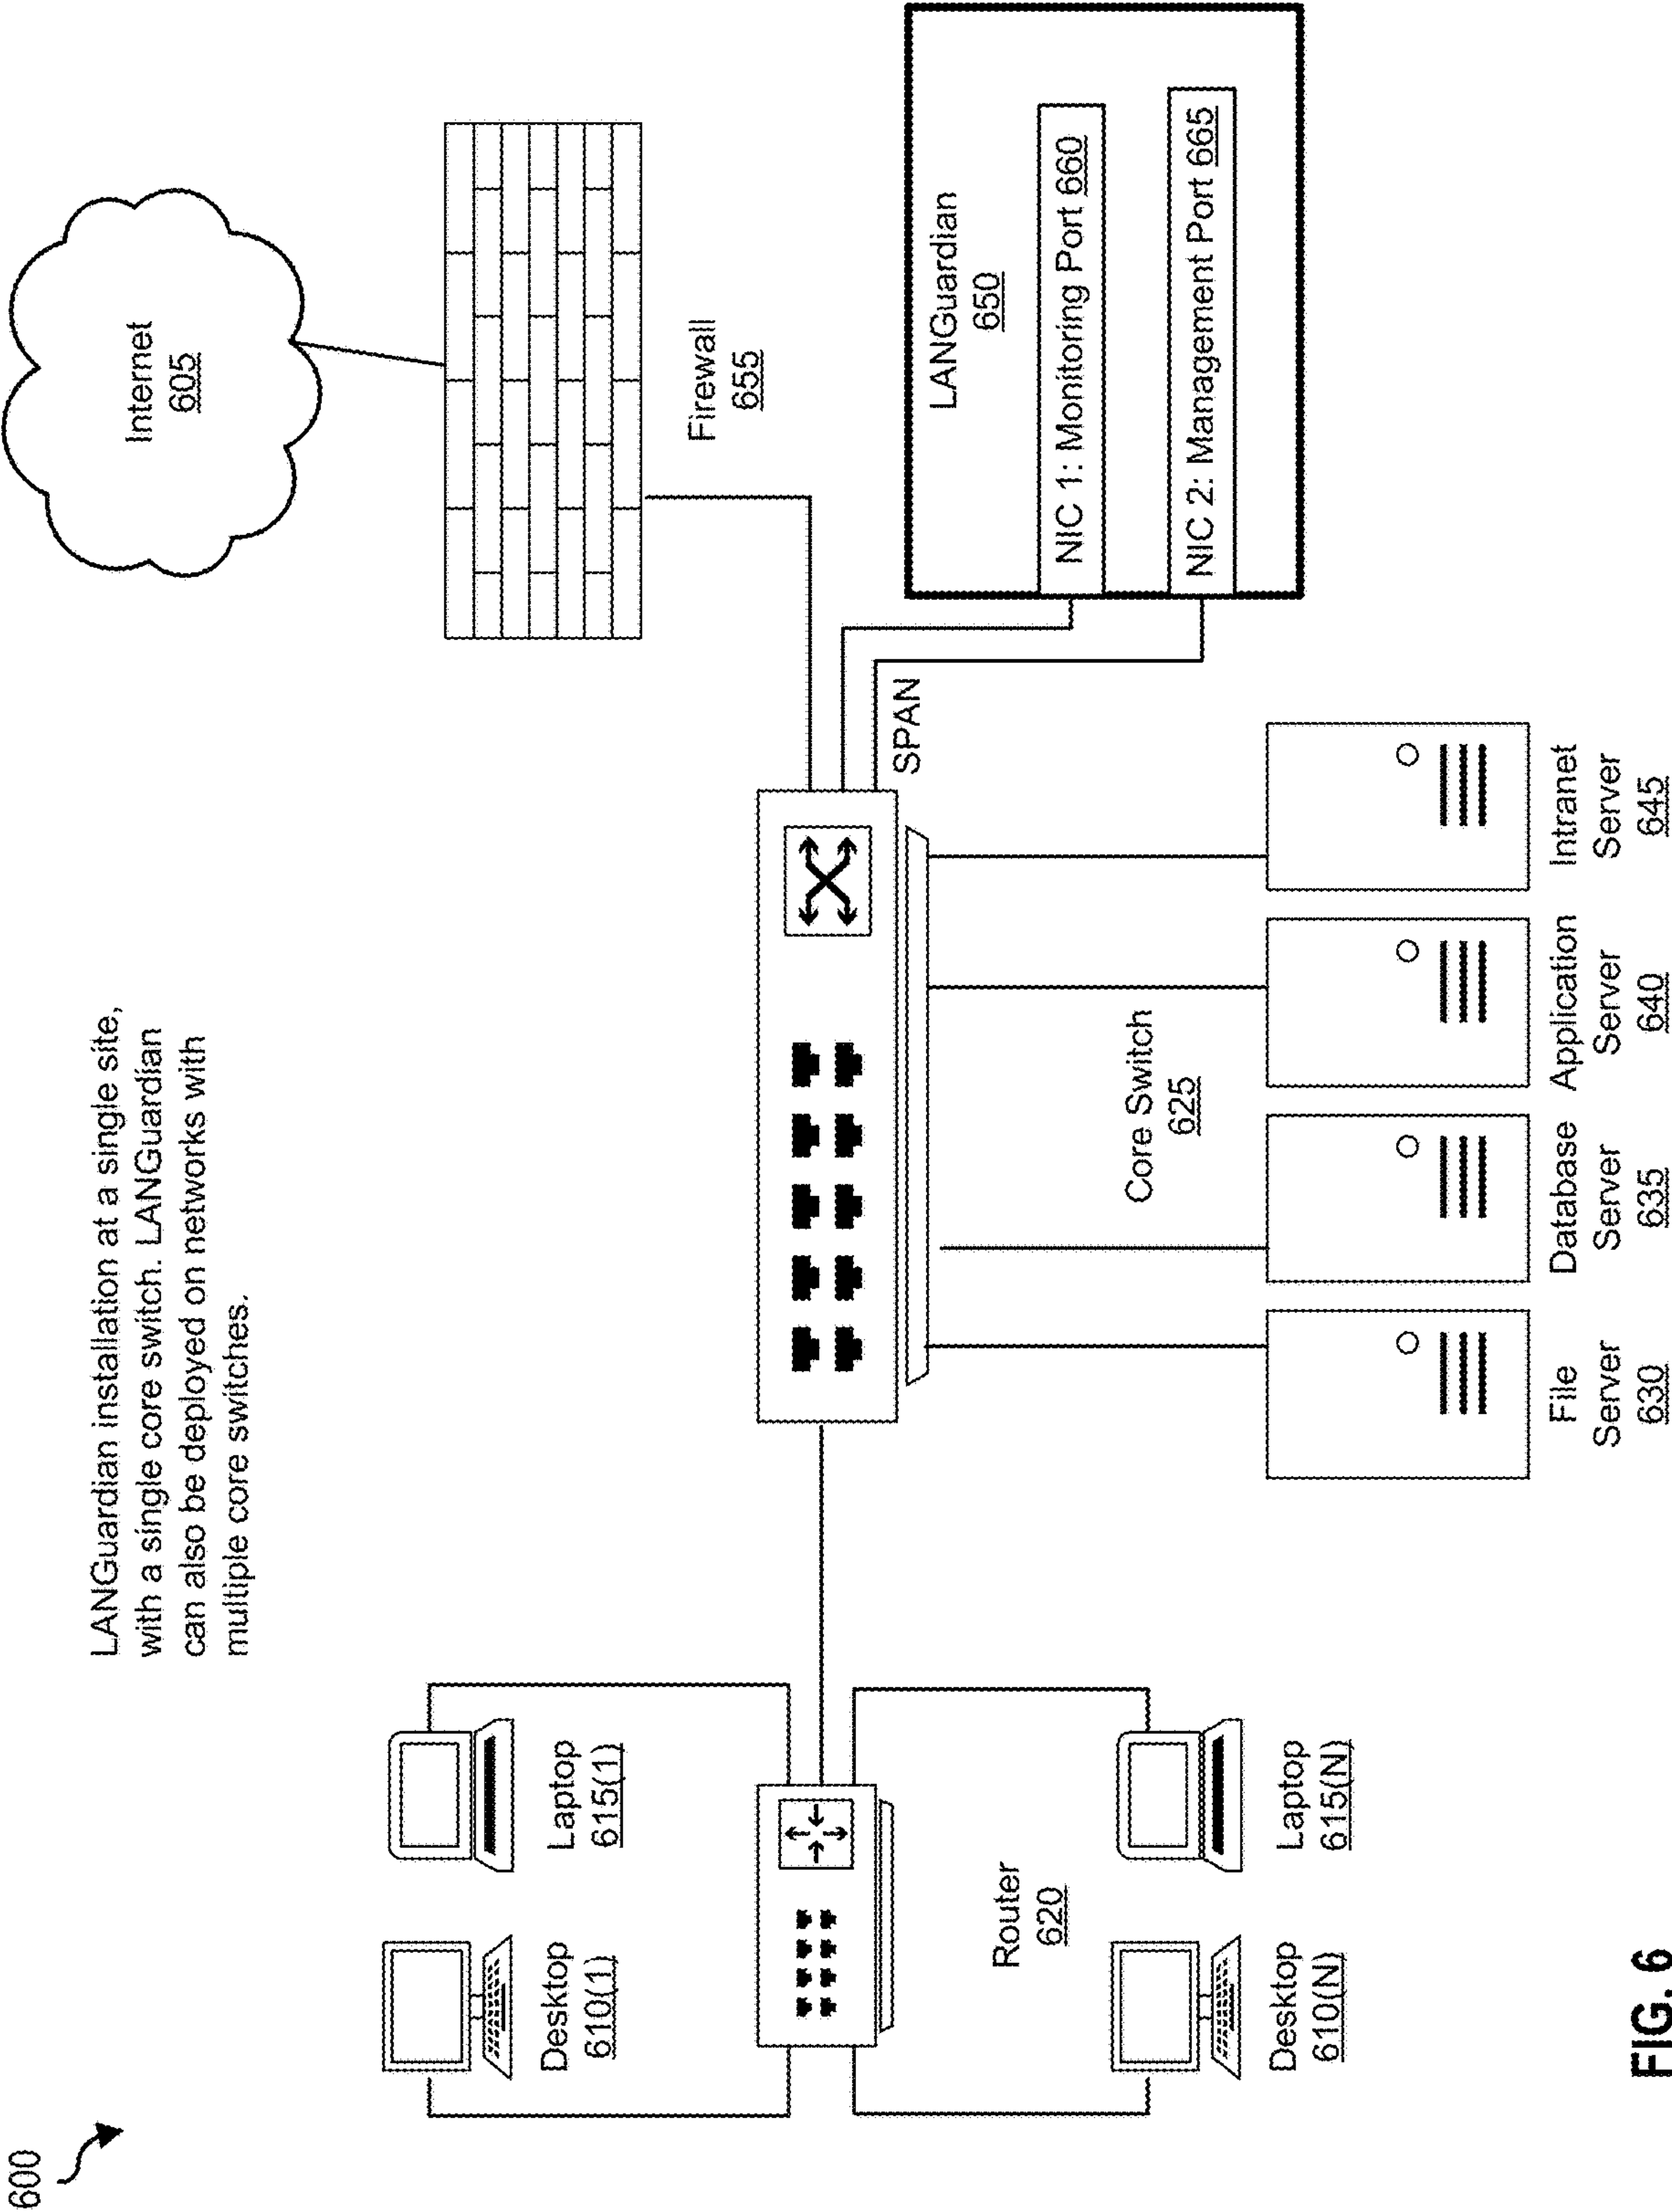 600
LANGuardian installation at a single site,
with a single core switch. LANGuardian
can also be deployed on networks with
multiple core switches.
Internet
605
Desktop
610(1)
Laptop
615(1)
Firewall
655
SPAN
LANGuardian
650
NIC 1: Monitoring Port 660
NIC 2: Management Port 665
Router
620
Core Switch
625
Desktop
610(N)
Laptop
615(N)
File
Server
630
Database
Server
635
Application
Server
640
Intranet
Server
645
FIG. 6